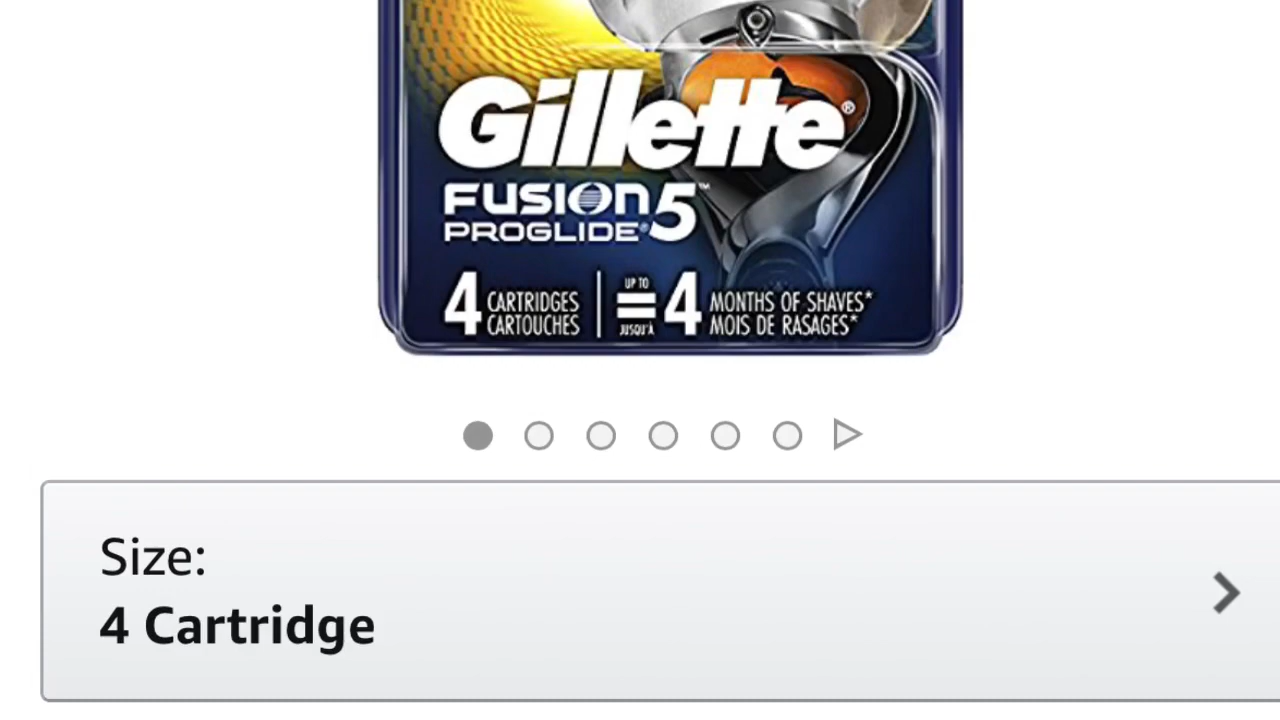 Gillette®
FUSION5™
PROGLIDE®
4 CARTRIDGES
CARTOUCHES
UP TO
=
JUSQU'À
4 MONTHS OF SHAVES*
MOIS DE RASAGES*
Size:
4 Cartridge